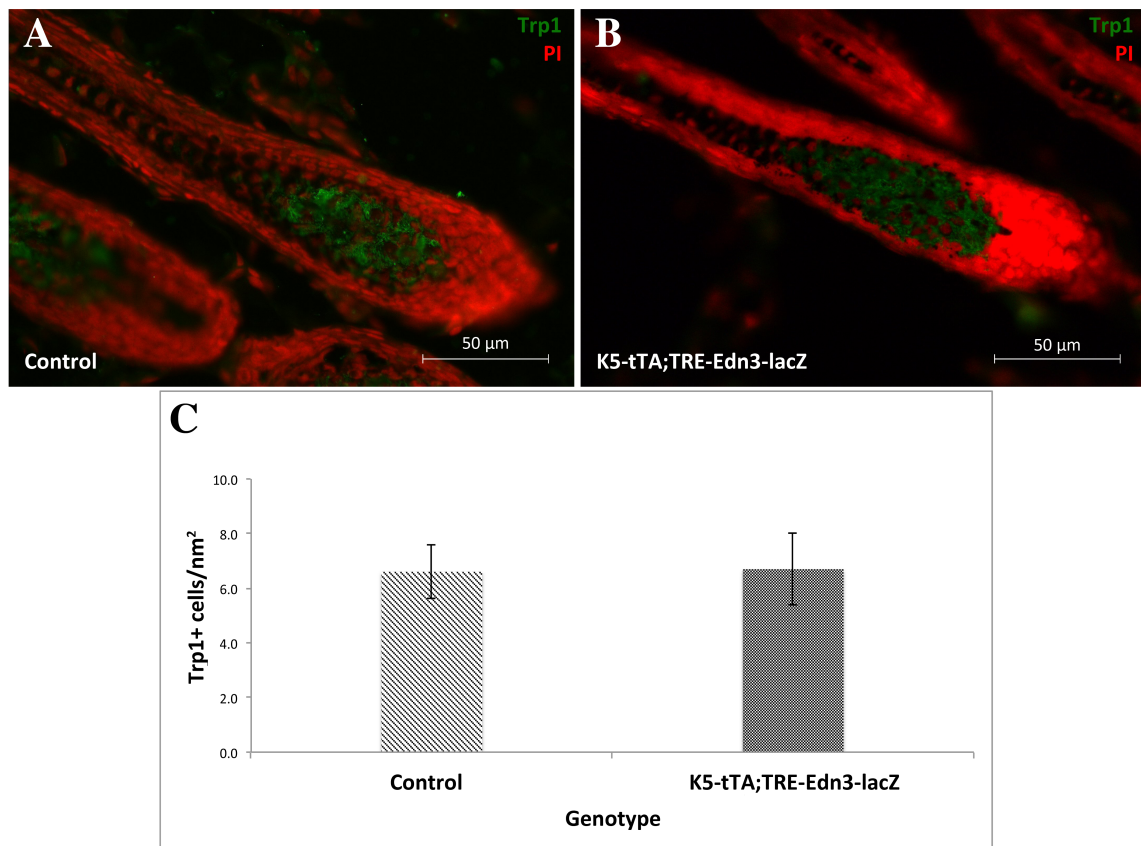 A
Trp1
PI
Control
50 µm
B
Trp1
PI
K5-tTA;TRE-Edn3-lacZ
50 µm
C
Trp1+ cells/nm²
10.0
8.0
6.0
4.0
2.0
0.0
Control
K5-tTA;TRE-Edn3-lacZ
Genotype